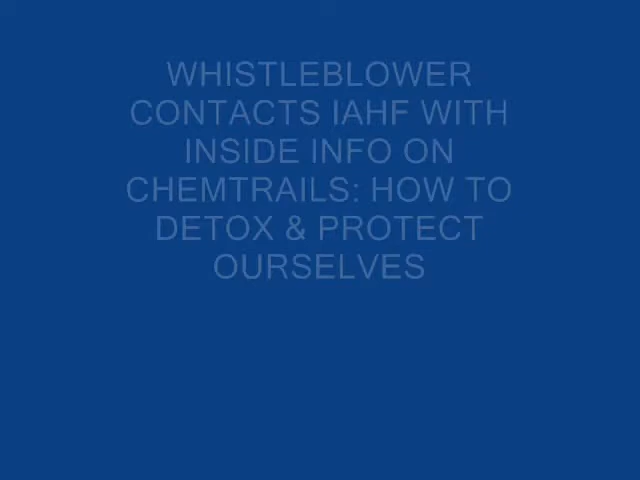 WHISTLEBLOWER
CONTACTS IAHF WITH
INSIDE INFO ON
CHEMTRAILS: HOW TO
DETOX & PROTECT
OURSELVES